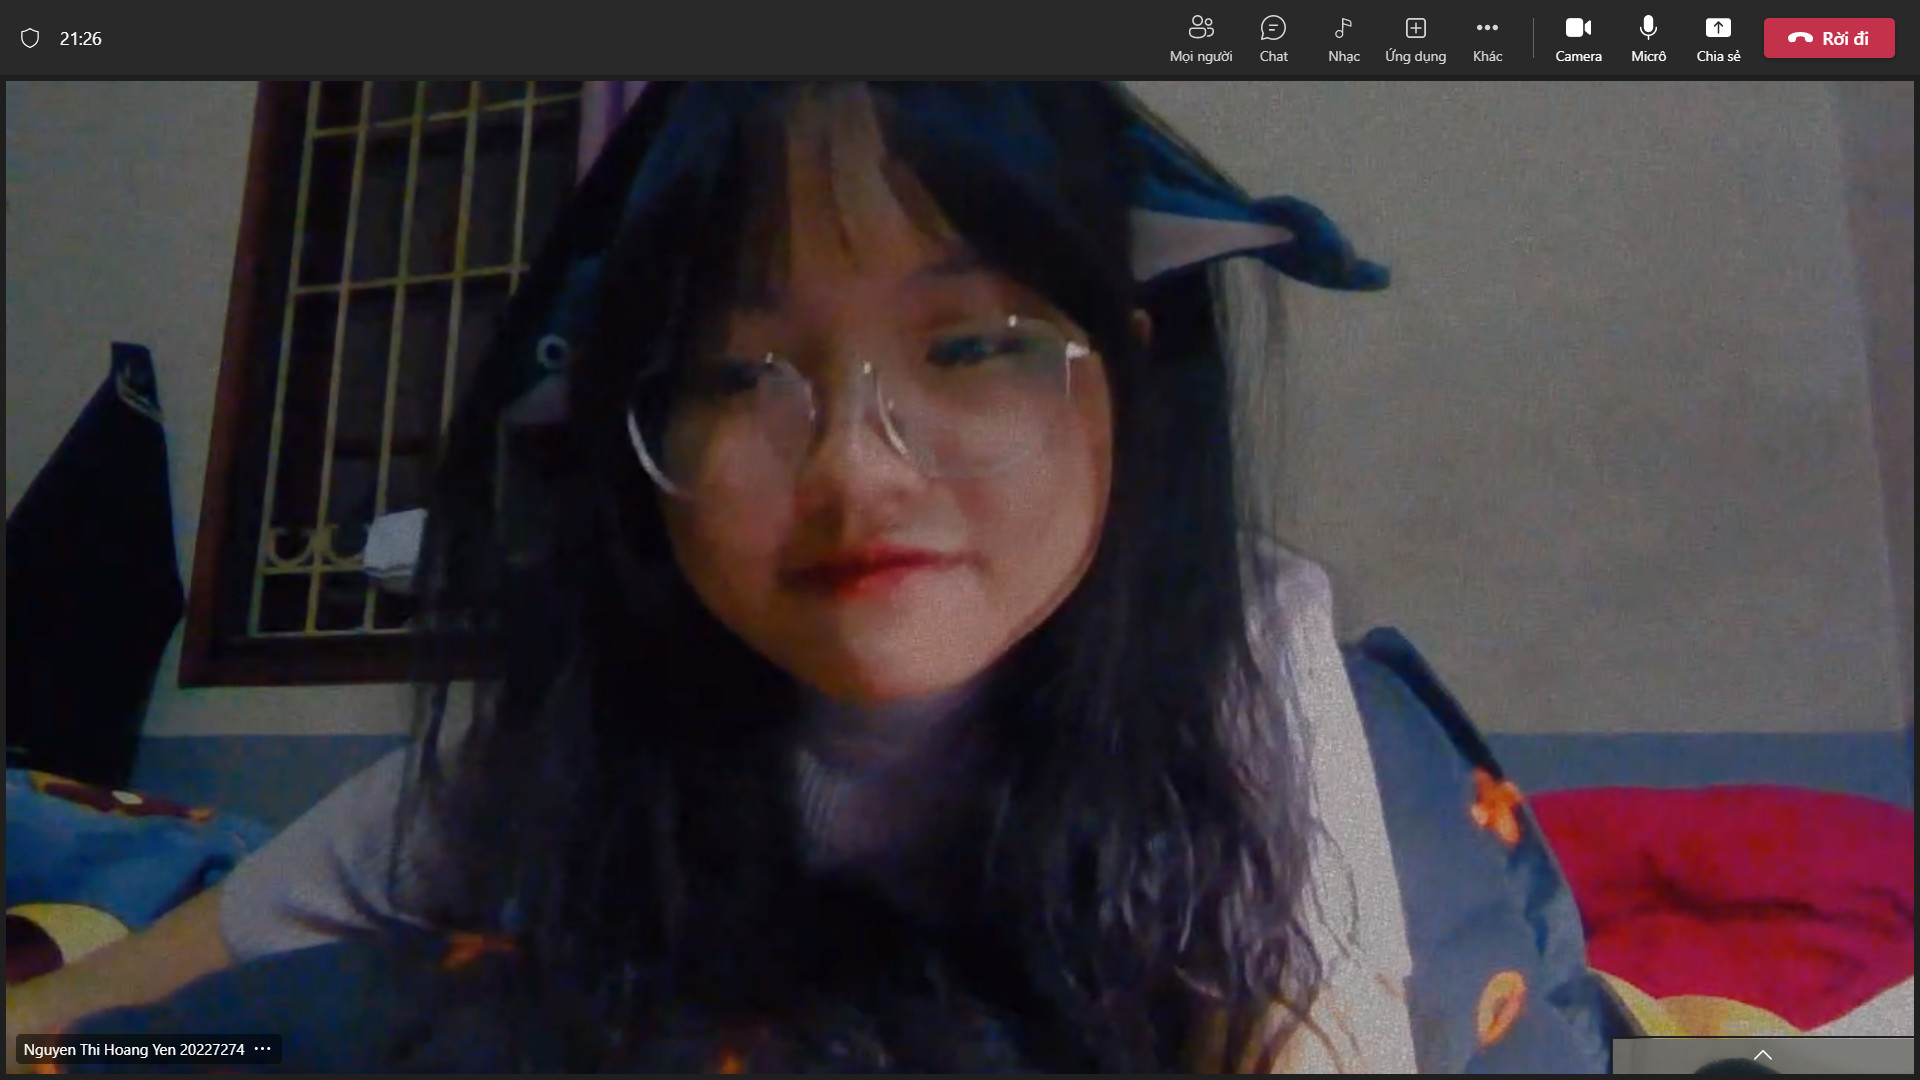 21:26
Mọi người
Chat
Nhạc
Ứng dụng
Khác
Camera
Micrô
Chia sẻ
Rời đi
Nguyen Thi Hoang Yen 20227274